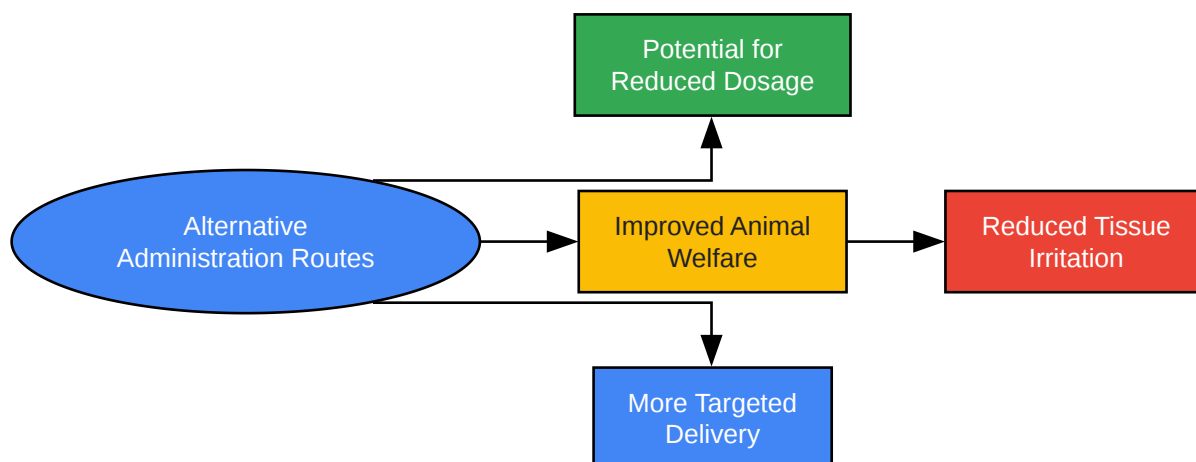 Potential for
Reduced Dosage
Alternative
Administration Routes
Improved Animal
Welfare
Reduced Tissue
Irritation
More Targeted
Delivery